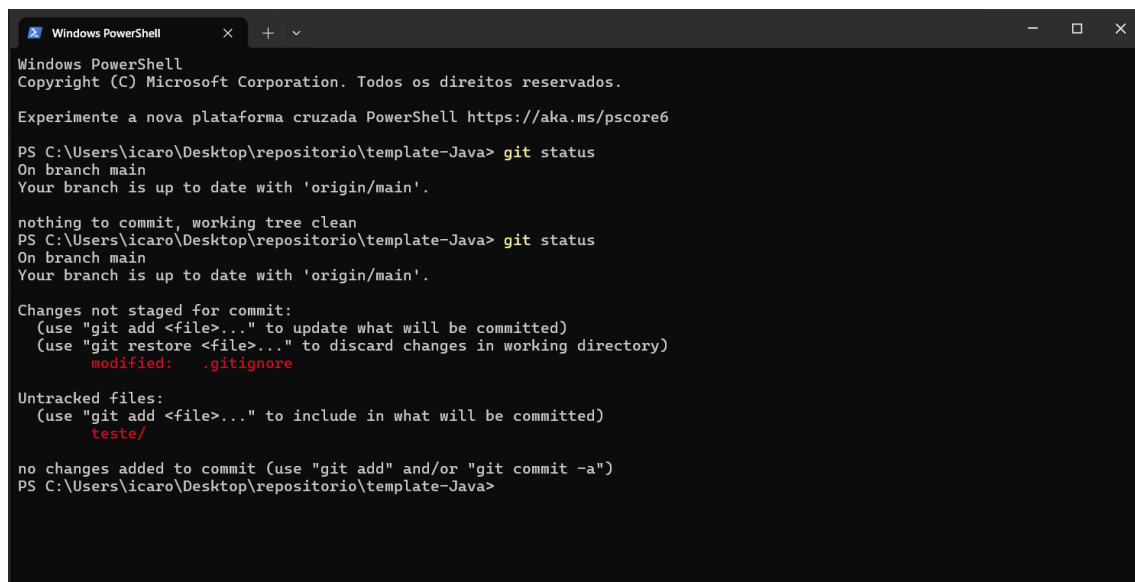 Windows PowerShell
Windows PowerShell
Copyright (C) Microsoft Corporation. Todos os direitos reservados.
Experimente a nova plataforma cruzada PowerShell https://aka.ms/pscore6
PS C:\Users\icaro\Desktop\repositorio\template-Java> git status
On branch main
Your branch is up to date with 'origin/main'.
nothing to commit, working tree clean
PS C:\Users\icaro\Desktop\repositorio\template-Java> git status
On branch main
Your branch is up to date with 'origin/main'.
Changes not staged for commit:
  (use "git add <file>..." to update what will be committed)
  (use "git restore <file>..." to discard changes in working directory)
        modified:   .gitignore
Untracked files:
  (use "git add <file>..." to include in what will be committed)
        teste/
no changes added to commit (use "git add" and/or "git commit -a")
PS C:\Users\icaro\Desktop\repositorio\template-Java>